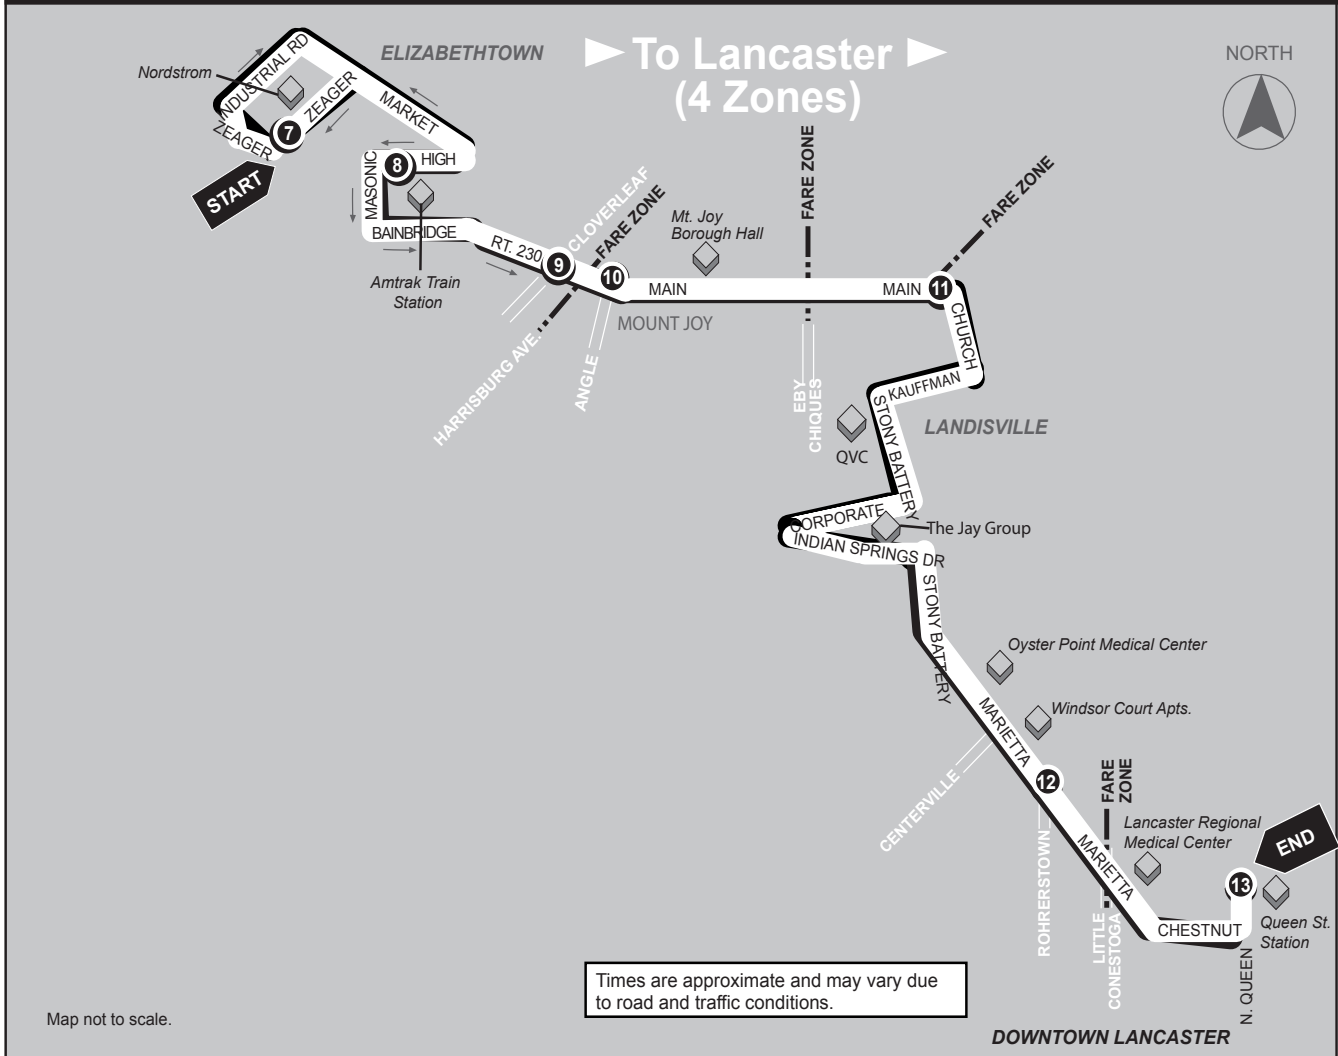 To Lancaster
(4 Zones)
ELIZABETHTOWN
NORTH
Nordstrom
INDUSTRIAL RD
ZEAGER
ZEAGER
7
START
MARKET
HIGH
8
MASONIC
BAINBRIDGE
Amtrak Train
Station
RT. 230
9
CLOVERLEAF
FARE ZONE
HARRISBURG AVE.
10
ANGLE
MOUNT JOY
MAIN
Mt. Joy
Borough Hall
FARE ZONE
EBY
CHIQUES
MAIN
11
FARE ZONE
CHURCH
KAUFFMAN
LANDISVILLE
STONY BATTERY
QVC
CORPORATE
The Jay Group
INDIAN SPRINGS DR
STONY BATTERY
Oyster Point Medical Center
Windsor Court Apts.
MARIETTA
CENTERVILLE
12
ROHRERSTOWN
FARE
ZONE
MARIETTA
LITTLE
CONESTOGA
Lancaster Regional
Medical Center
END
13
Queen St.
Station
CHESTNUT
N. QUEEN
DOWNTOWN LANCASTER
Times are approximate and may vary due
to road and traffic conditions.
Map not to scale.